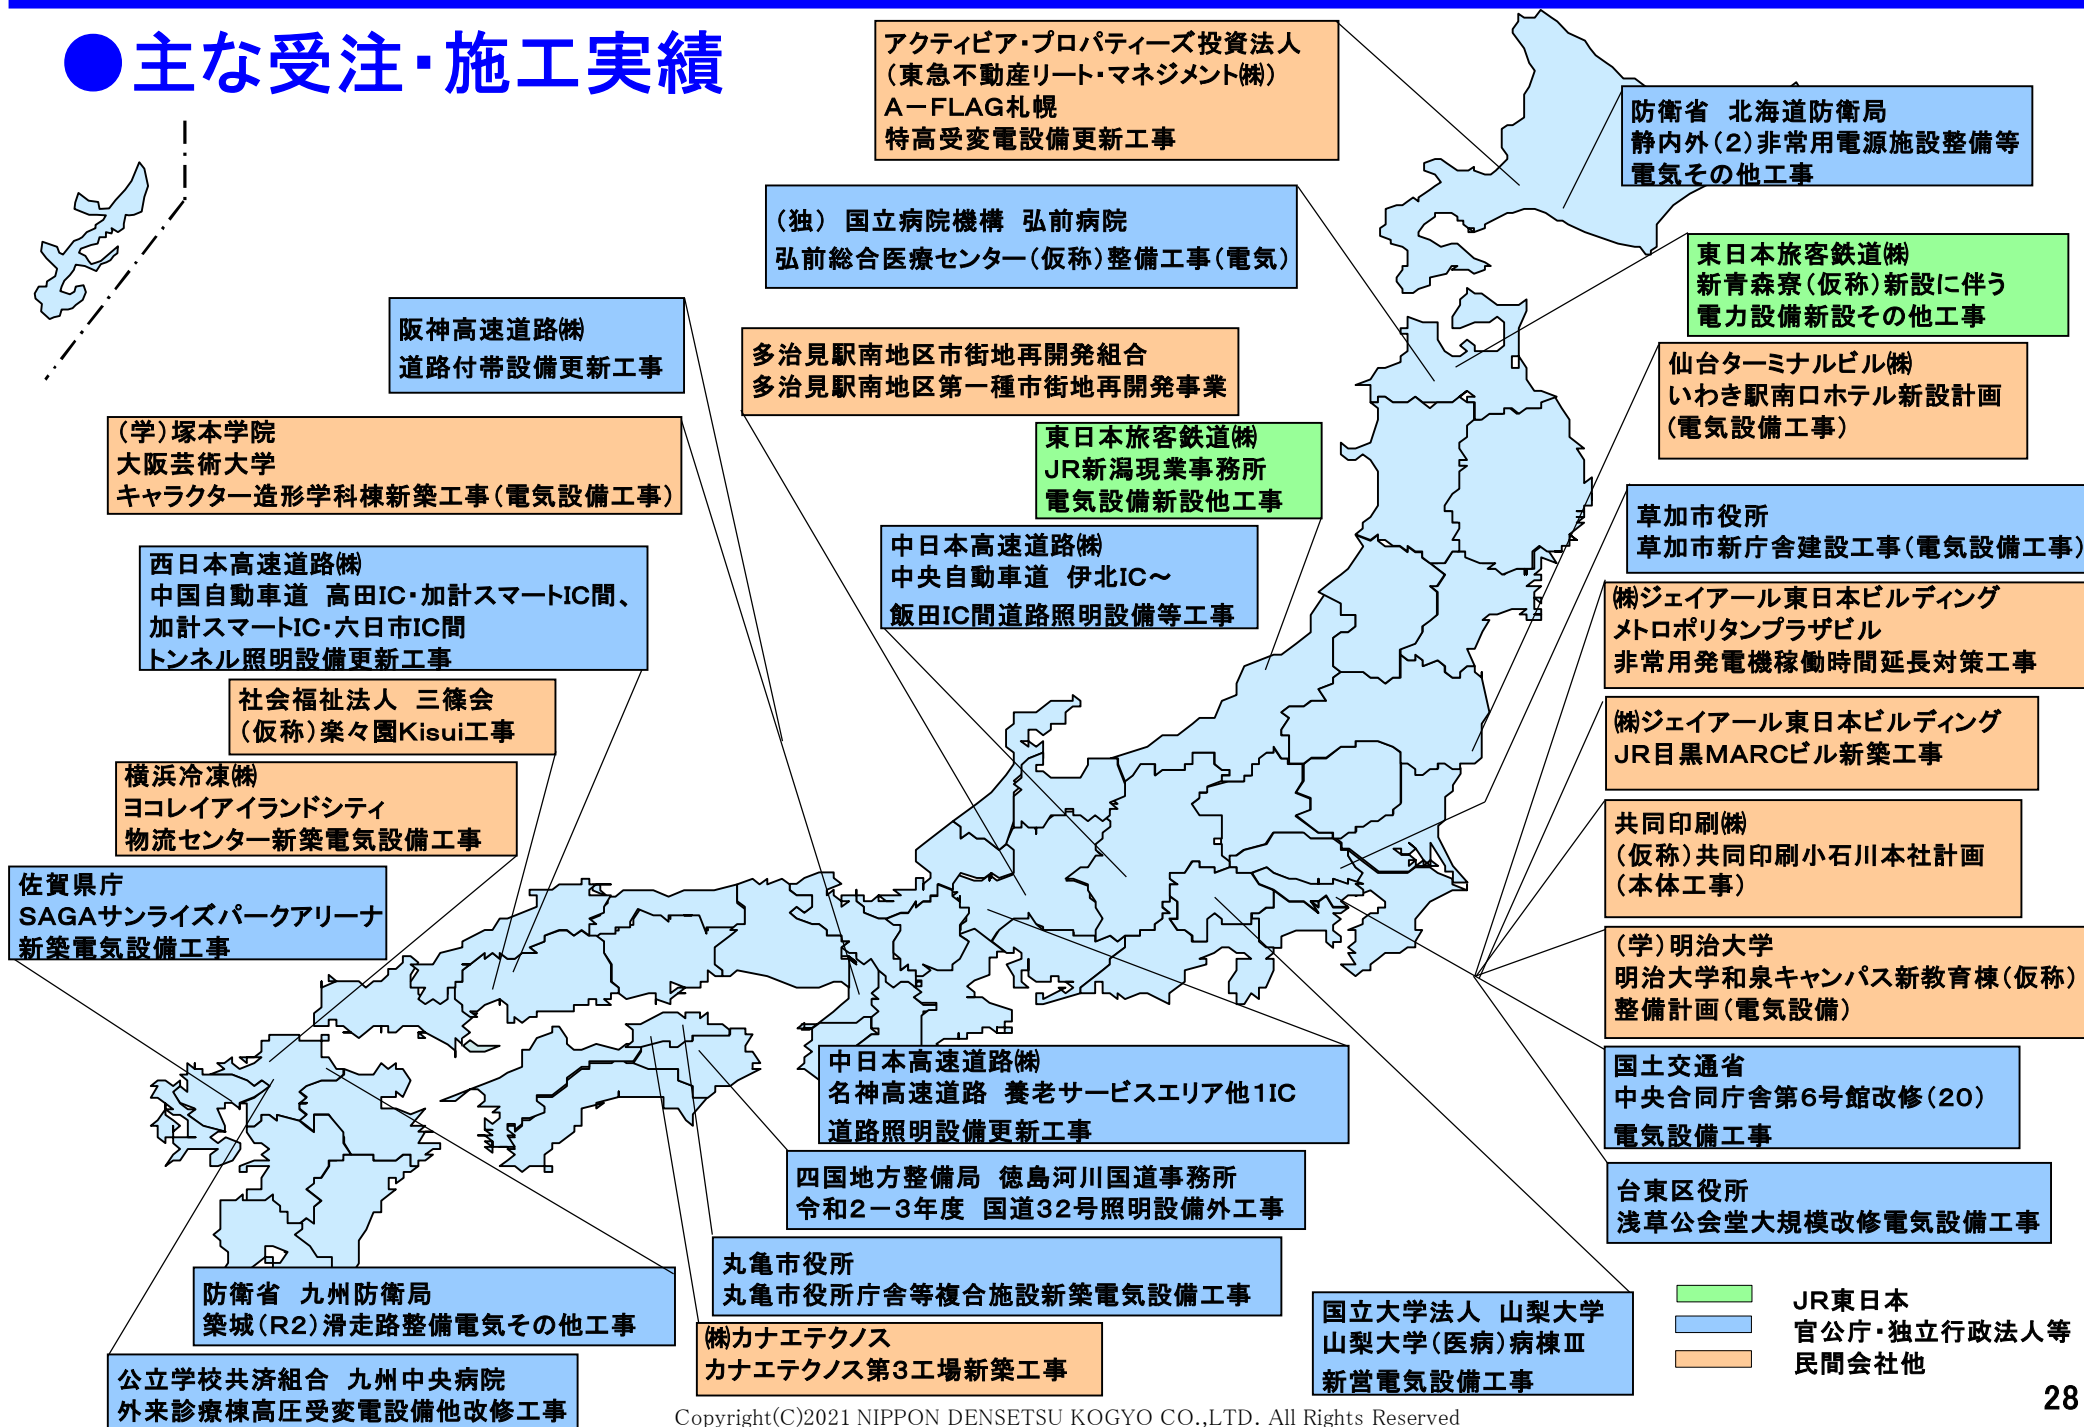 ●主な受注・施工実績
アクティビア・プロパティーズ投資法人
（東急不動産リート・マネジメント㈱）
A－FLAG札幌
特高受変電設備更新工事
防衛省　北海道防衛局
静内外（2）非常用電源施設整備等
電気その他工事
（独）　国立病院機構　弘前病院
弘前総合医療センター（仮称）整備工事（電気）
東日本旅客鉄道㈱
新青森寮（仮称）新設に伴う
電力設備新設その他工事
阪神高速道路㈱
道路付帯設備更新工事
多治見駅南地区市街地再開発組合
多治見駅南地区第一種市街地再開発事業
仙台ターミナルビル㈱
いわき駅南口ホテル新設計画
（電気設備工事）
（学）塚本学院
大阪芸術大学
キャラクター造形学科棟新築工事（電気設備工事）
東日本旅客鉄道㈱
JR新潟現業事務所
電気設備新設他工事
草加市役所
草加市新庁舎建設工事（電気設備工事）
中日本高速道路㈱
中央自動車道　伊北IC～
飯田IC間道路照明設備等工事
西日本高速道路㈱
中国自動車道　高田IC・加計スマートIC間、
加計スマートIC・六日市IC間
トンネル照明設備更新工事
㈱ジェイアール東日本ビルディング
メトロポリタンプラザビル
非常用発電機稼働時間延長対策工事
社会福祉法人　三篠会
（仮称）楽々園Kisui工事
㈱ジェイアール東日本ビルディング
JR目黒MARCビル新築工事
横浜冷凍㈱
ヨコレイアイランドシティ
物流センター新築電気設備工事
共同印刷㈱
（仮称）共同印刷小石川本社計画
（本体工事）
佐賀県庁
SAGAサンライズパークアリーナ
新築電気設備工事
（学）明治大学
明治大学和泉キャンパス新教育棟（仮称）
整備計画（電気設備）
中日本高速道路㈱
名神高速道路　養老サービスエリア他1IC
道路照明設備更新工事
国土交通省
中央合同庁舎第6号館改修（20）
電気設備工事
四国地方整備局　徳島河川国道事務所
令和2－3年度　国道32号照明設備外工事
台東区役所
浅草公会堂大規模改修電気設備工事
丸亀市役所
丸亀市役所庁舎等複合施設新築電気設備工事
防衛省　九州防衛局
築城（R2）滑走路整備電気その他工事
国立大学法人　山梨大学
山梨大学（医病）病棟Ⅲ
新営電気設備工事
㈱カナエテクノス
カナエテクノス第3工場新築工事
公立学校共済組合　九州中央病院
外来診療棟高圧受変電設備他改修工事
JR東日本
官公庁・独立行政法人等
民間会社他
28
Copyright(C)2021 NIPPON DENSETSU KOGYO CO.,LTD. All Rights Reserved